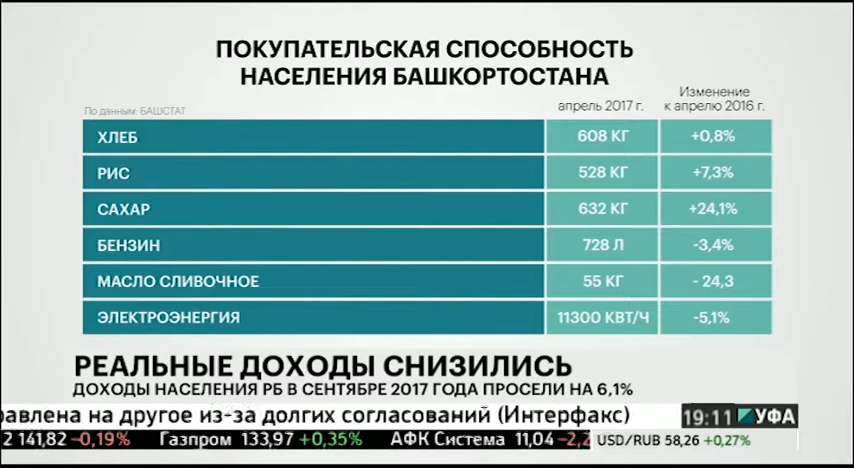 ПОКУПАТЕЛЬСКАЯ СПОСОБНОСТЬ
НАСЕЛЕНИЯ БАШКОРТОСТАНА
По данным: БАШСТАТ
апрель 2017 г.
Изменение
к апрелю 2016 г.
ХЛЕБ 608 КГ +0,8%
РИС 528 КГ +7,3%
САХАР 632 КГ +24,1%
БЕНЗИН 728 Л -3,4%
МАСЛО СЛИВОЧНОЕ 55 КГ - 24,3
ЭЛЕКТРОЭНЕРГИЯ 11300 КВТ/Ч -5,1%
РЕАЛЬНЫЕ ДОХОДЫ СНИЗИЛИСЬ
ДОХОДЫ НАСЕЛЕНИЯ РБ В СЕНТЯБРЕ 2017 ГОДА ПРОСЕЛИ НА 6,1%
на другое из-за долгих согласований (Интерфакс) 19:11 УФА
2 141,82 -0,19% Газпром 133,97 +0,35% АФК Система 11,04 -2,2 USD/RUB 58,26 +0,27%